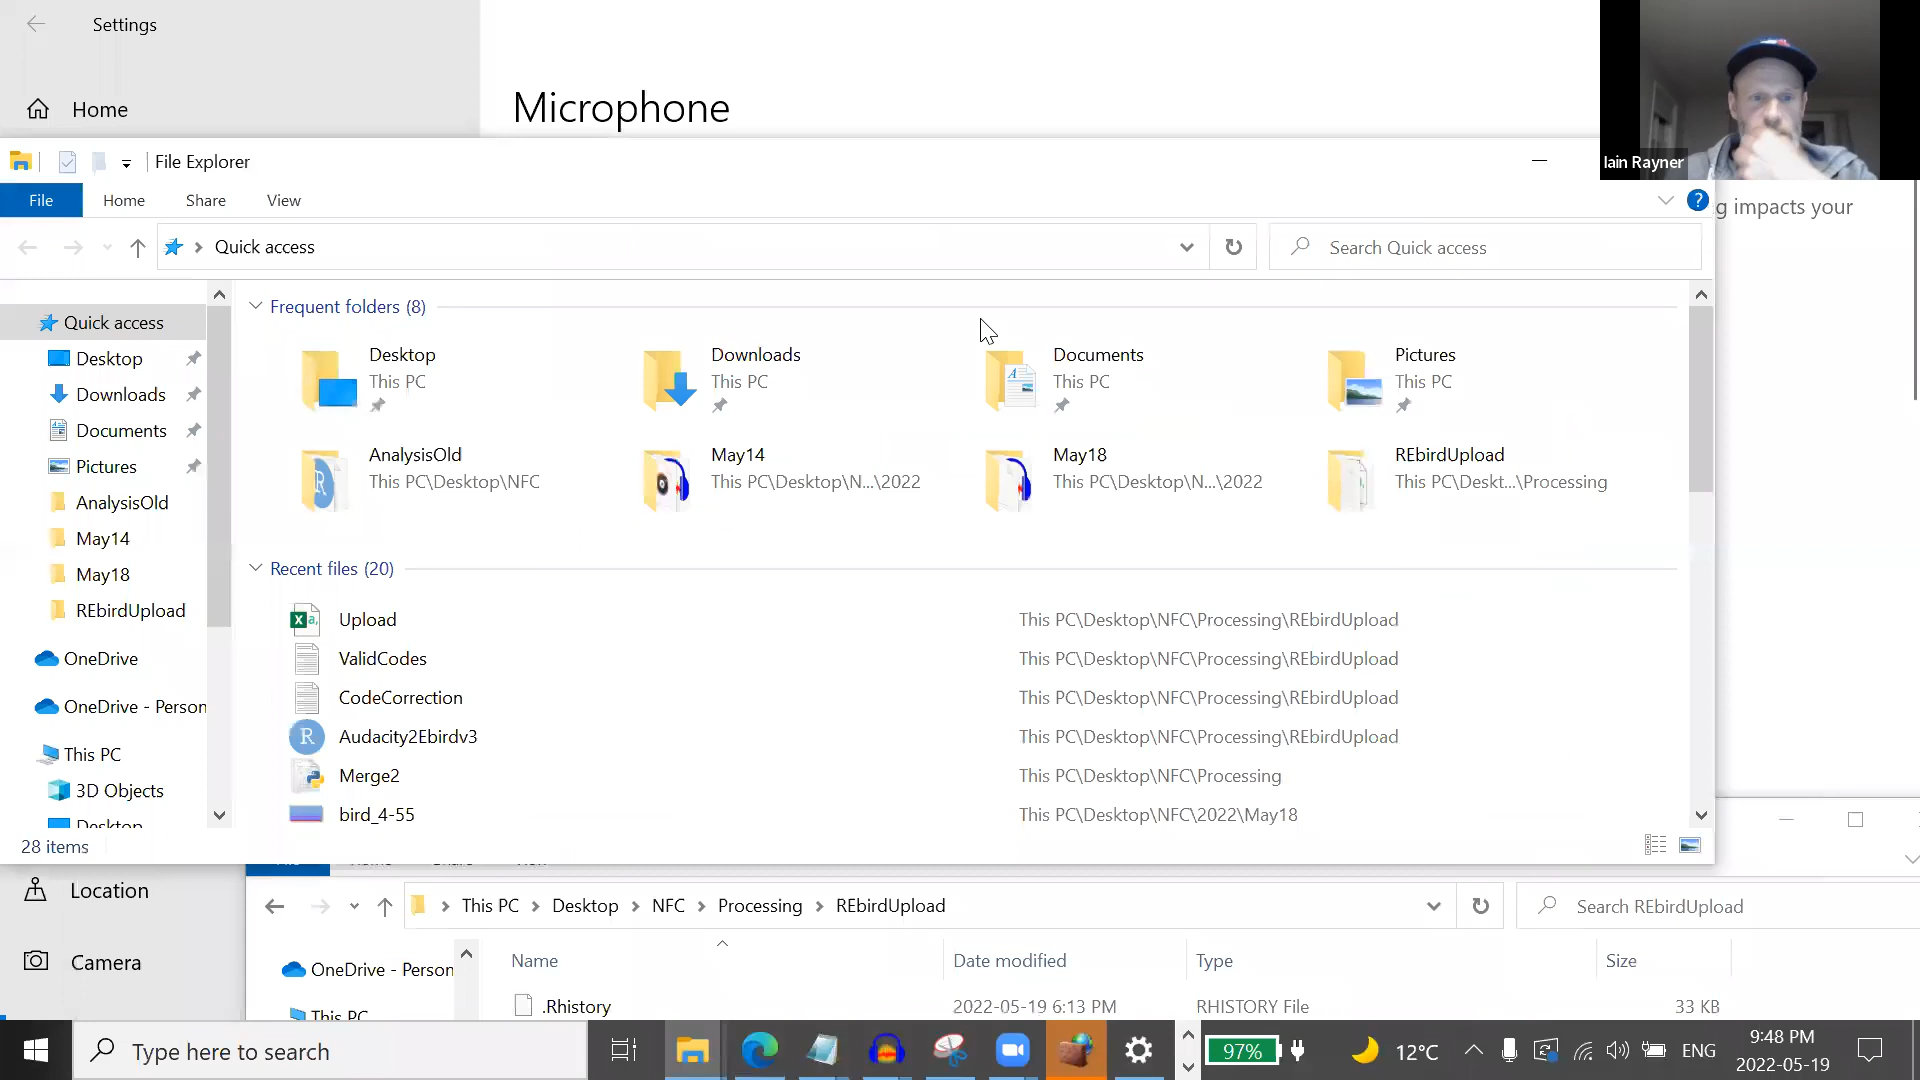 Settings
Home
Microphone
Iain Rayner
File Explorer
File
Home
Share
View
?
g impacts your
Quick access
Search Quick access
Quick access
Desktop
Downloads
Documents
Pictures
AnalysisOld
May14
May18
REbirdUpload
OneDrive
OneDrive - Person
This PC
3D Objects
Desktop
Frequent folders (8)
Desktop
This PC
Downloads
This PC
Documents
This PC
Pictures
This PC
AnalysisOld
This PC\Desktop\NFC
May14
This PC\Desktop\N...\2022
May18
This PC\Desktop\N...\2022
REbirdUpload
This PC\Deskt...\Processing
Recent files (20)
Upload This PC\Desktop\NFC\Processing\REbirdUpload
ValidCodes This PC\Desktop\NFC\Processing\REbirdUpload
CodeCorrection This PC\Desktop\NFC\Processing\REbirdUpload
Audacity2Ebirdv3 This PC\Desktop\NFC\Processing\REbirdUpload
Merge2 This PC\Desktop\NFC\Processing
bird_4-55 This PC\Desktop\NFC\2022\May18
28 items
Location
Camera
This PC > Desktop > NFC > Processing > REbirdUpload
Search REbirdUpload
OneDrive - Person
This PC
Name Date modified Type Size
.Rhistory 2022-05-19 6:13 PM RHISTORY File 33 KB
Type here to search
97%
12°C
ENG
9:48 PM
2022-05-19